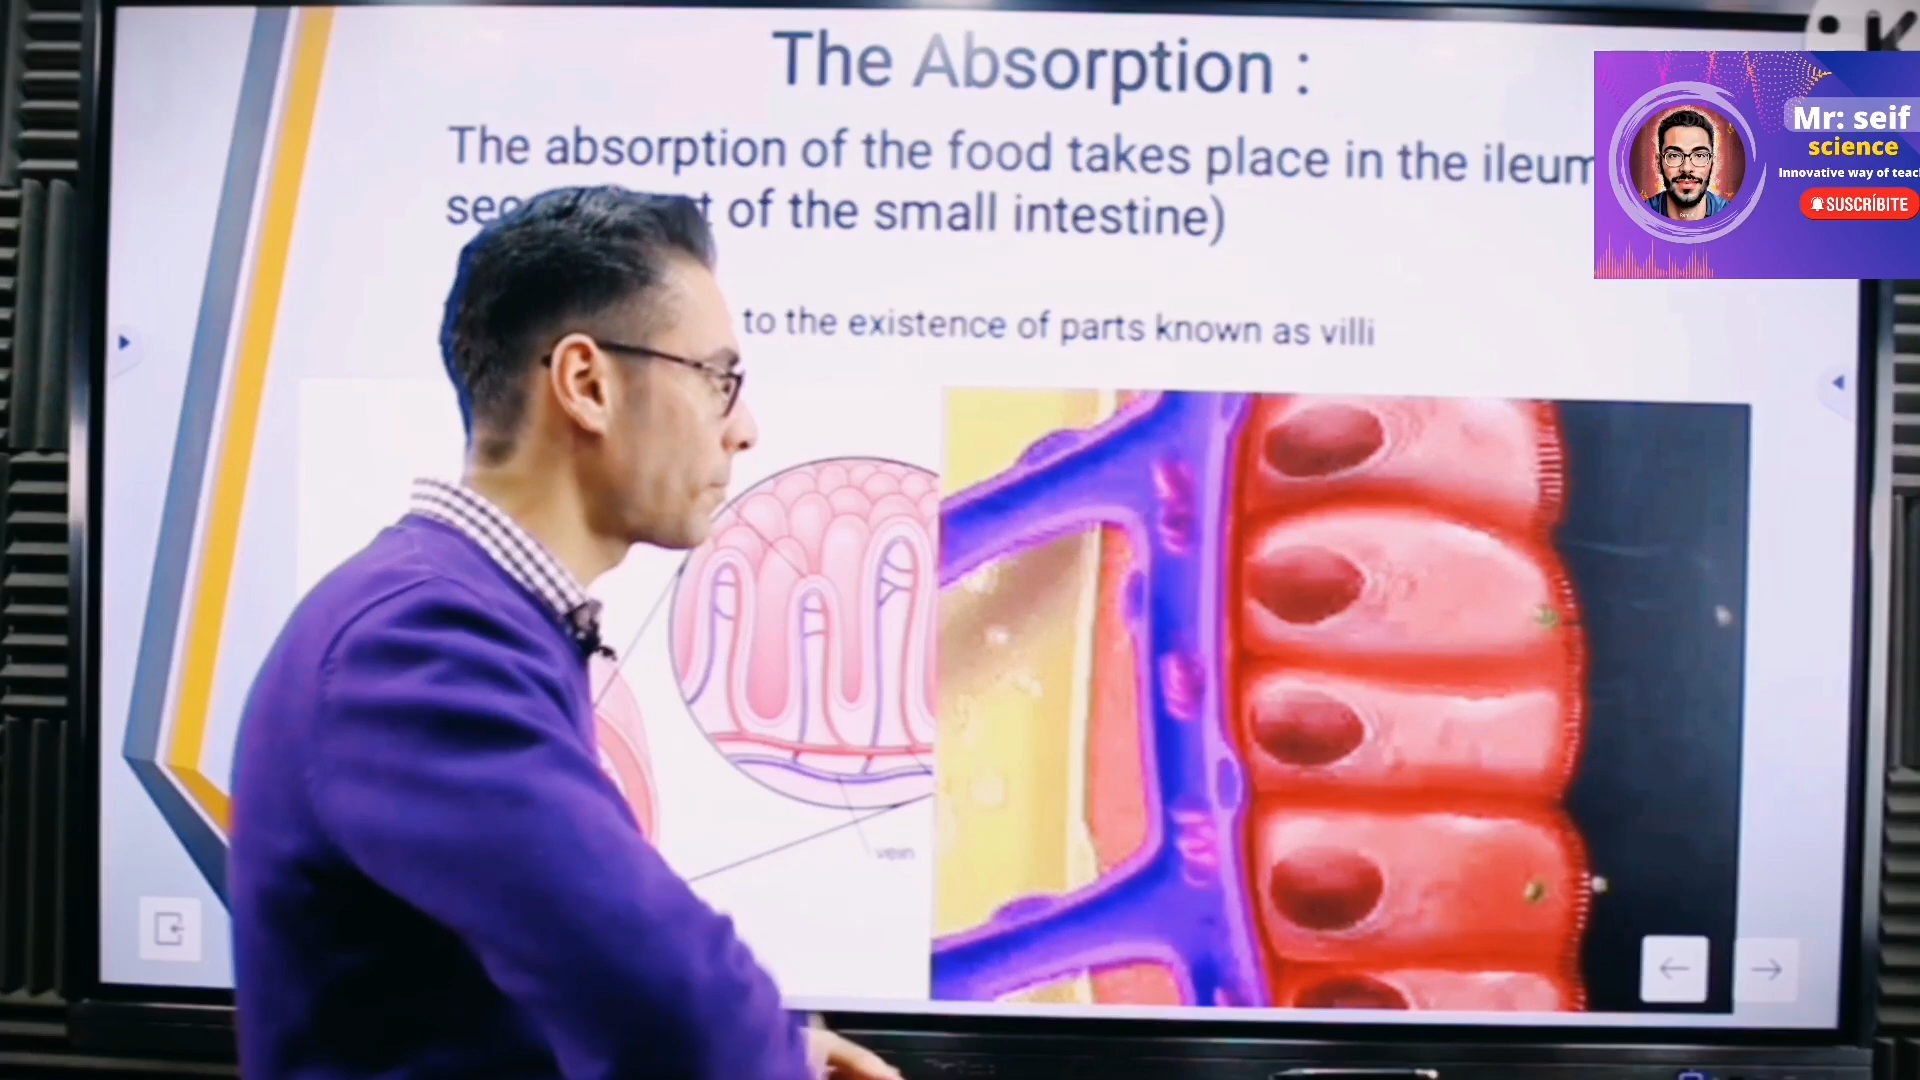 The Absorption :
The absorption of the food takes place in the ileum
of the small intestine)
to the existence of parts known as villi
vein
K
Mr: seif
science
Innovative way of teac
SUSCRÍBITE